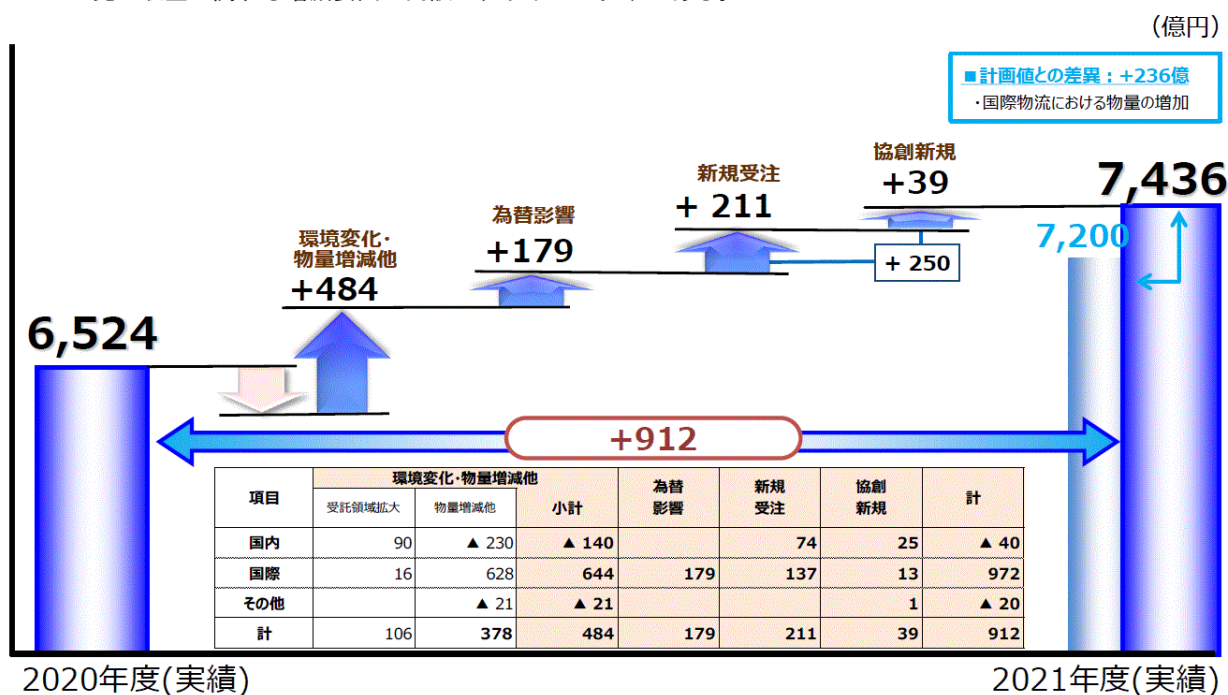 (億円)
■計画値との差異:+236億
・国際物流における物量の増加
協創新規
+39
7,436
新規受注
+ 211
7,200
為替影響
+179
+ 250
環境変化・
物量増減他
+484
6,524
+912
項目 環境変化・物量増減他 為替影響 新規受注 協創新規 計
受託領域拡大 物量増減他 小計
国内 90 ▲ 230 ▲ 140 74 25 ▲ 40
国際 16 628 644 179 137 13 972
その他 ▲ 21 ▲ 21 1 ▲ 20
計 106 378 484 179 211 39 912
2020年度(実績) 2021年度(実績)